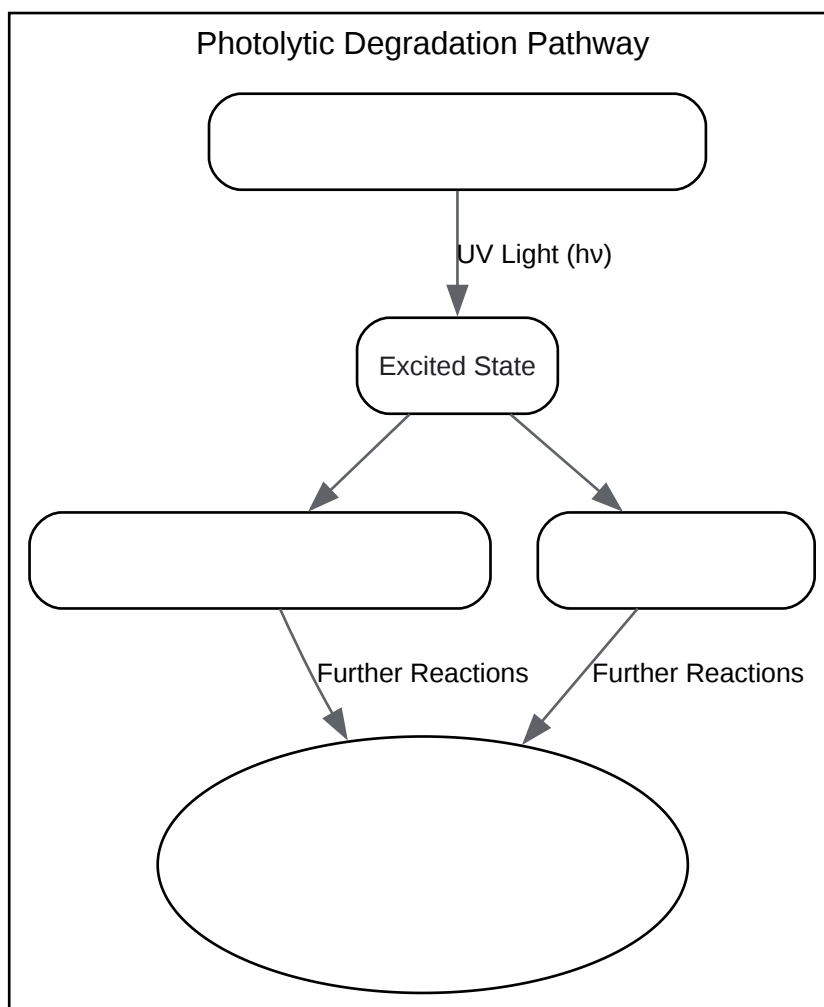 Photolytic Degradation Pathway
UV Light (hν)
Excited State
Further Reactions
Further Reactions